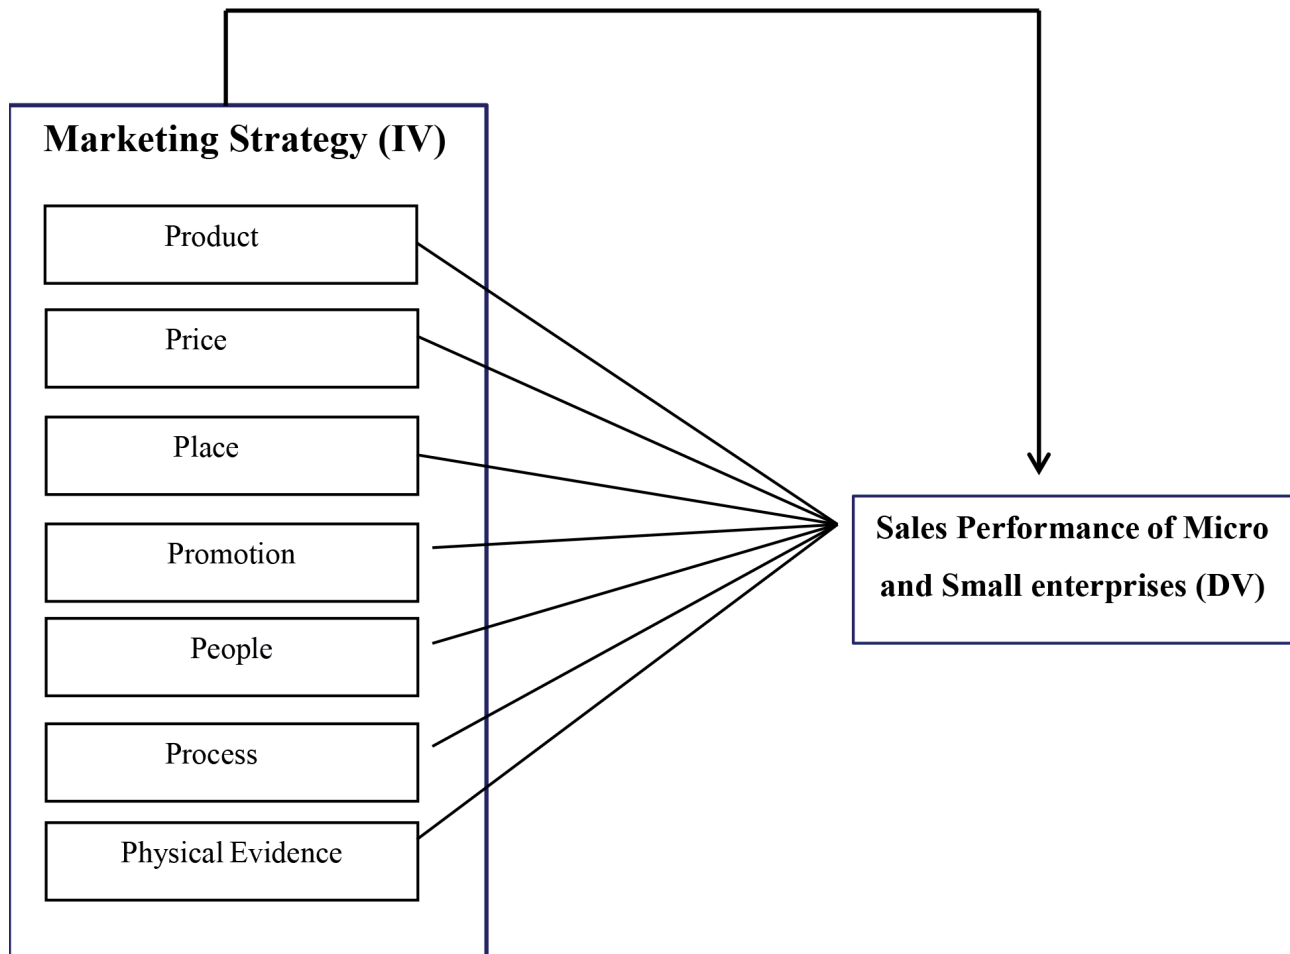 Marketing Strategy (IV)
Product
Price
Place
Promotion
People
Process
Physical Evidence
Sales Performance of Micro
and Small enterprises (DV)